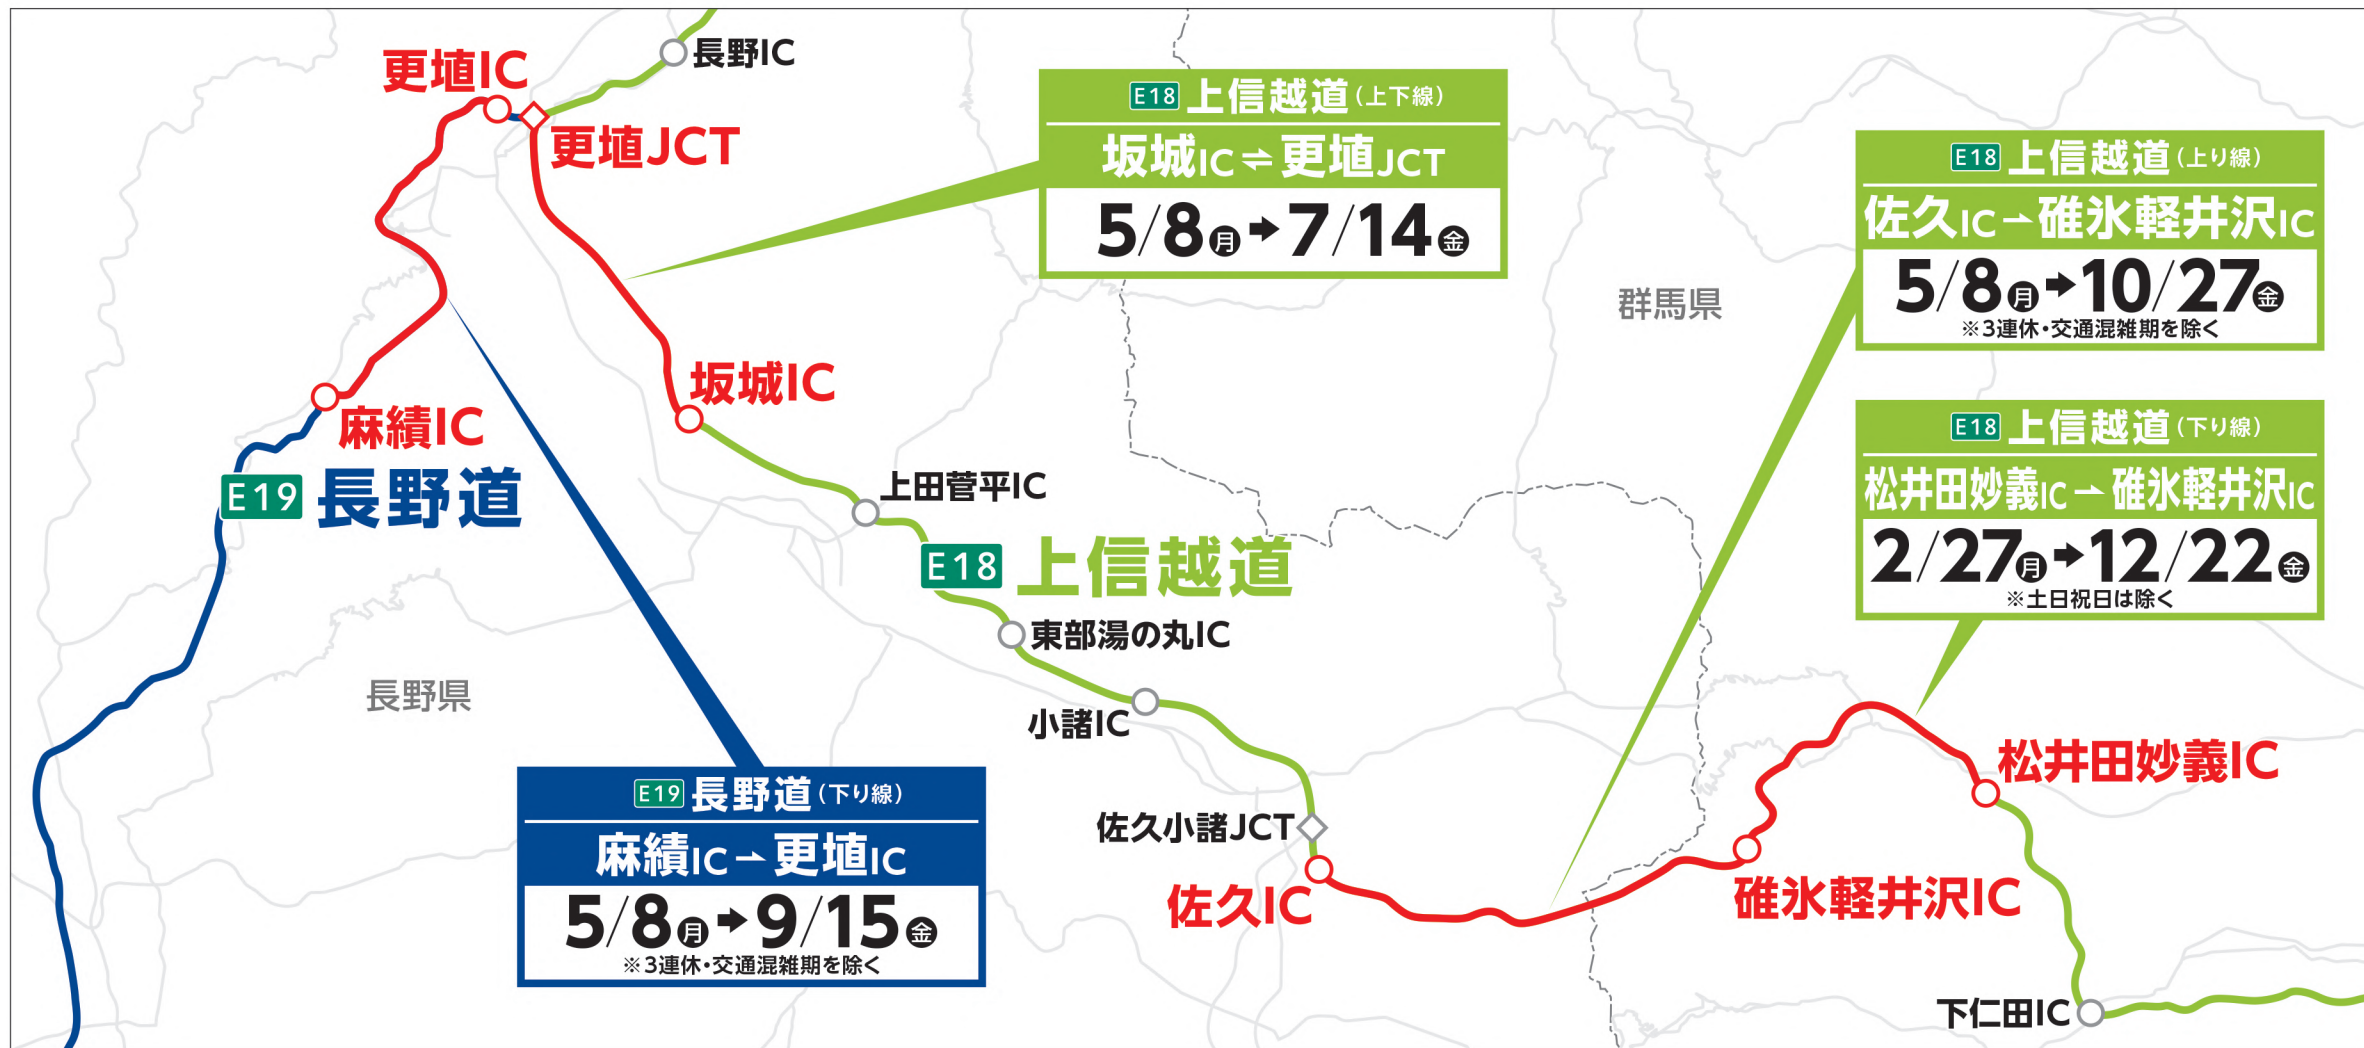 長野IC
更埴IC
更埴JCT
E18 上信越道(上下線)
坂城IC⇌更埴JCT
5/8㊊➡7/14㊎
E18 上信越道(上り線)
佐久IC⇀碓氷軽井沢IC
5/8㊊➡10/27㊎
※3連休・交通混雑期を除く
群馬県
坂城IC
麻績IC
E19 長野道
E18 上信越道(下り線)
松井田妙義IC⇀碓氷軽井沢IC
2/27㊊➡12/22㊎
※土日祝日は除く
上田菅平IC
E18 上信越道
東部湯の丸IC
長野県
小諸IC
松井田妙義IC
E19 長野道(下り線)
麻績IC⇀更埴IC
5/8㊊➡9/15㊎
※3連休・交通混雑期を除く
佐久小諸JCT
佐久IC
碓氷軽井沢IC
下仁田IC